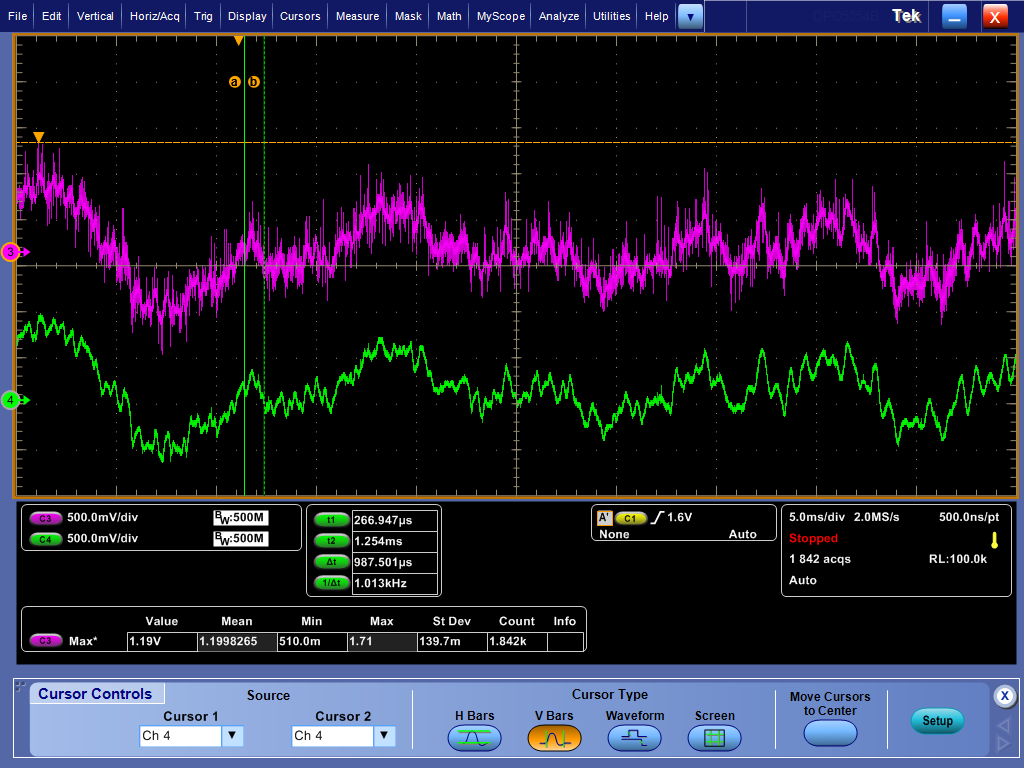 File Edit Vertical Horiz/Acq Trig Display Cursors Measure Mask Math MyScope Analyze Utilities Help Tek X
a b
3
4
C3 500.0mV/div BW:500M
C4 500.0mV/div BW:500M
t1 266.947µs
t2 1.254ms
Δt 987.501µs
1/Δt 1.013kHz
A' C1 1.6V
None Auto
5.0ms/div 2.0MS/s 500.0ns/pt
Stopped
1 842 acqs RL:100.0k
Auto
Value Mean Min Max St Dev Count Info
C3 Max* 1.19V 1.1998265 510.0m 1.71 139.7m 1.842k
Cursor Controls
Source
Cursor 1 Cursor 2
Ch 4 Ch 4
Cursor Type
H Bars V Bars Waveform Screen
Move Cursors
to Center
Setup
X